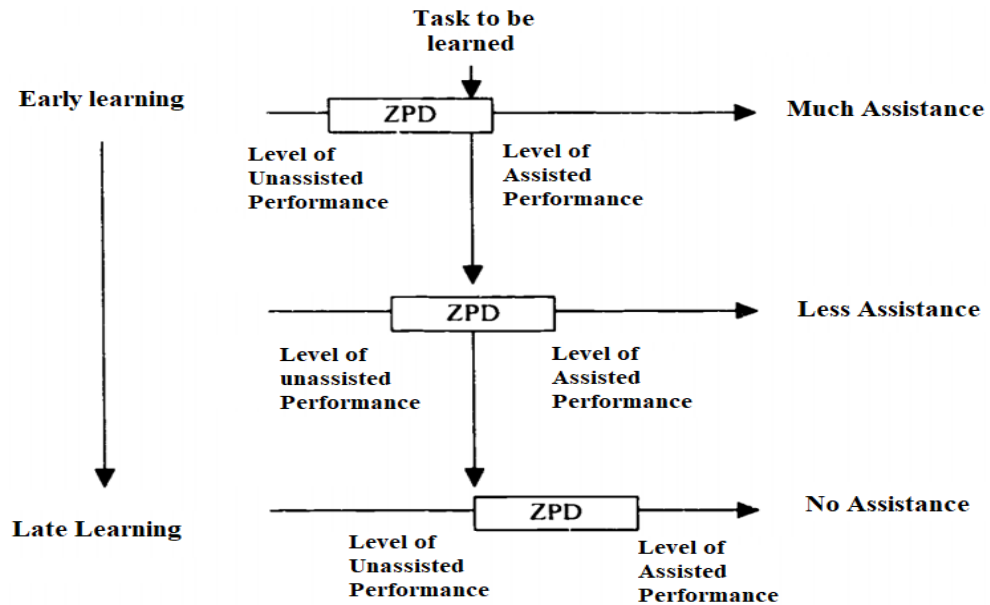 Task to be
learned
Early learning
ZPD
Much Assistance
Level of
Unassisted
Performance
Level of
Assisted
Performance
ZPD
Less Assistance
Level of
unassisted
Performance
Level of
Assisted
Performance
ZPD
No Assistance
Late Learning
Level of
Unassisted
Performance
Level of
Assisted
Performance